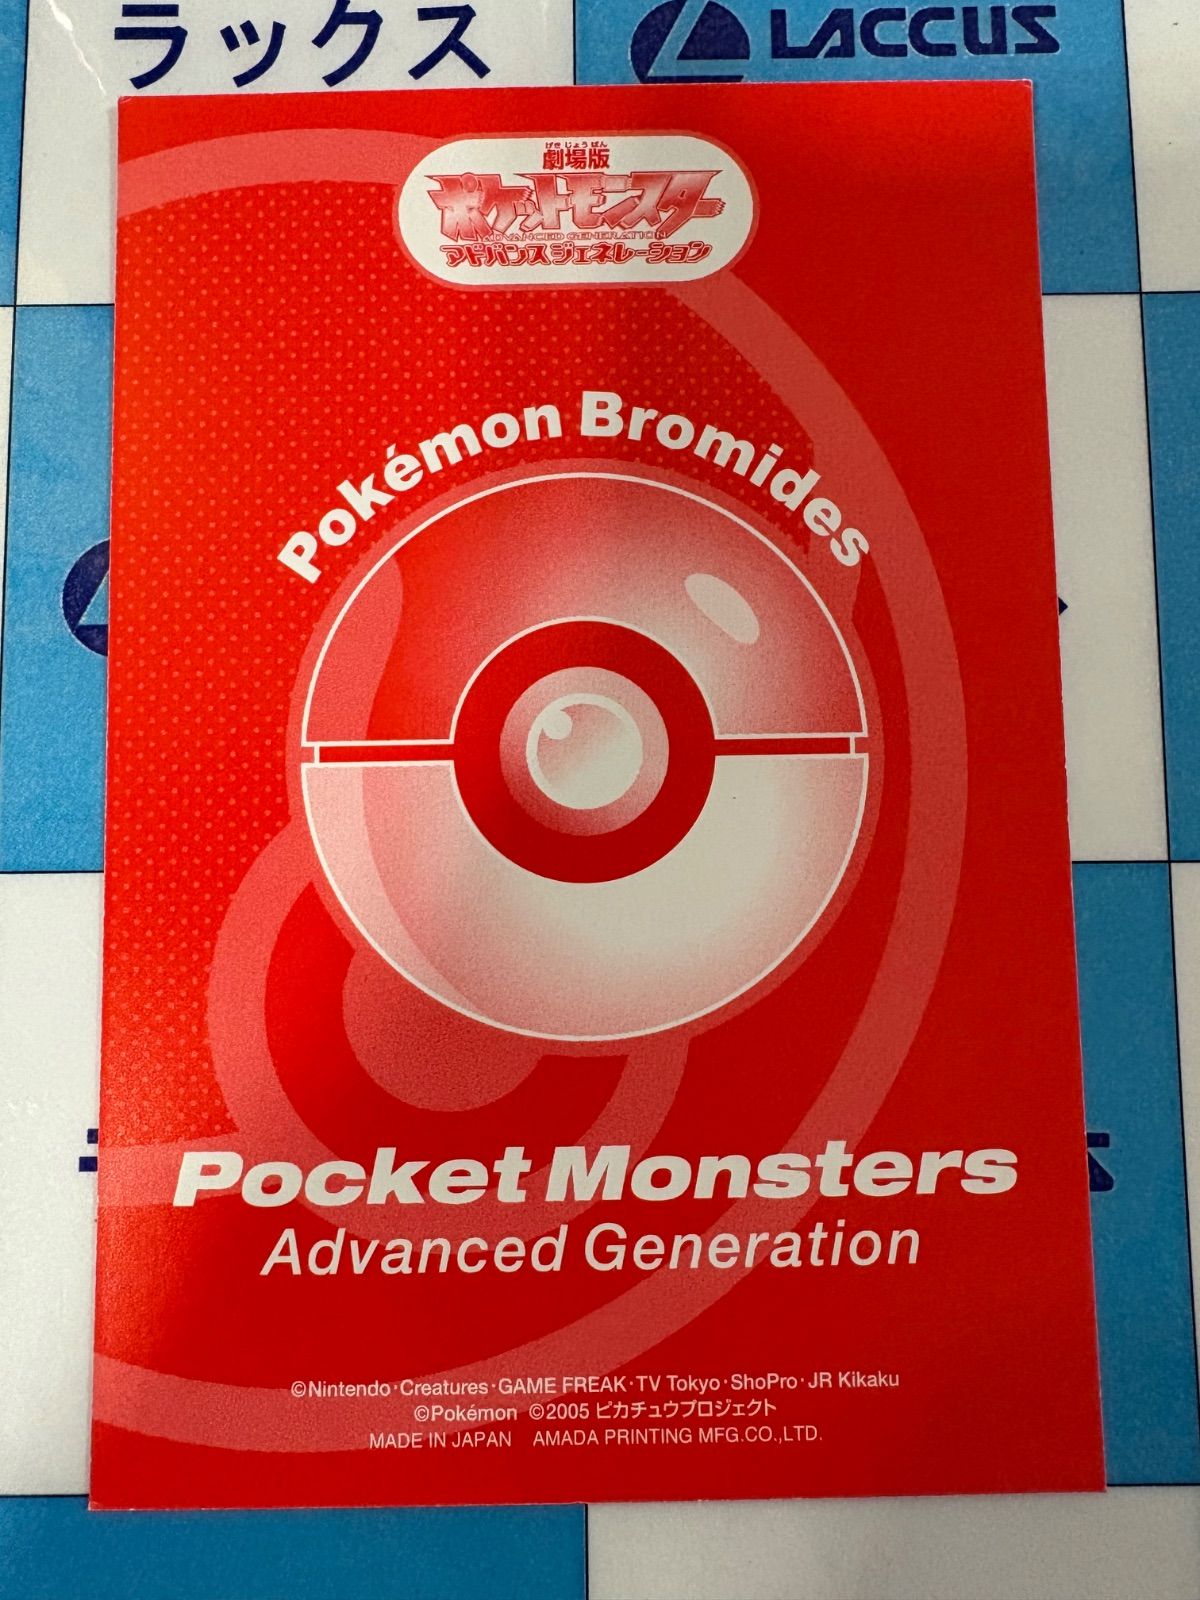 ラックス
LACCUS
げきじょうばん
劇場版
ポケットモンスター
ADVANCED GENERATION
アドバンスジェネレーション
Pokémon Bromides
Pocket Monsters
Advanced Generation
©Nintendo・Creatures・GAME FREAK・TV Tokyo・ShoPro・JR Kikaku
©Pokémon ©2005 ピカチュウプロジェクト
MADE IN JAPAN AMADA PRINTING MFG.CO.,LTD.